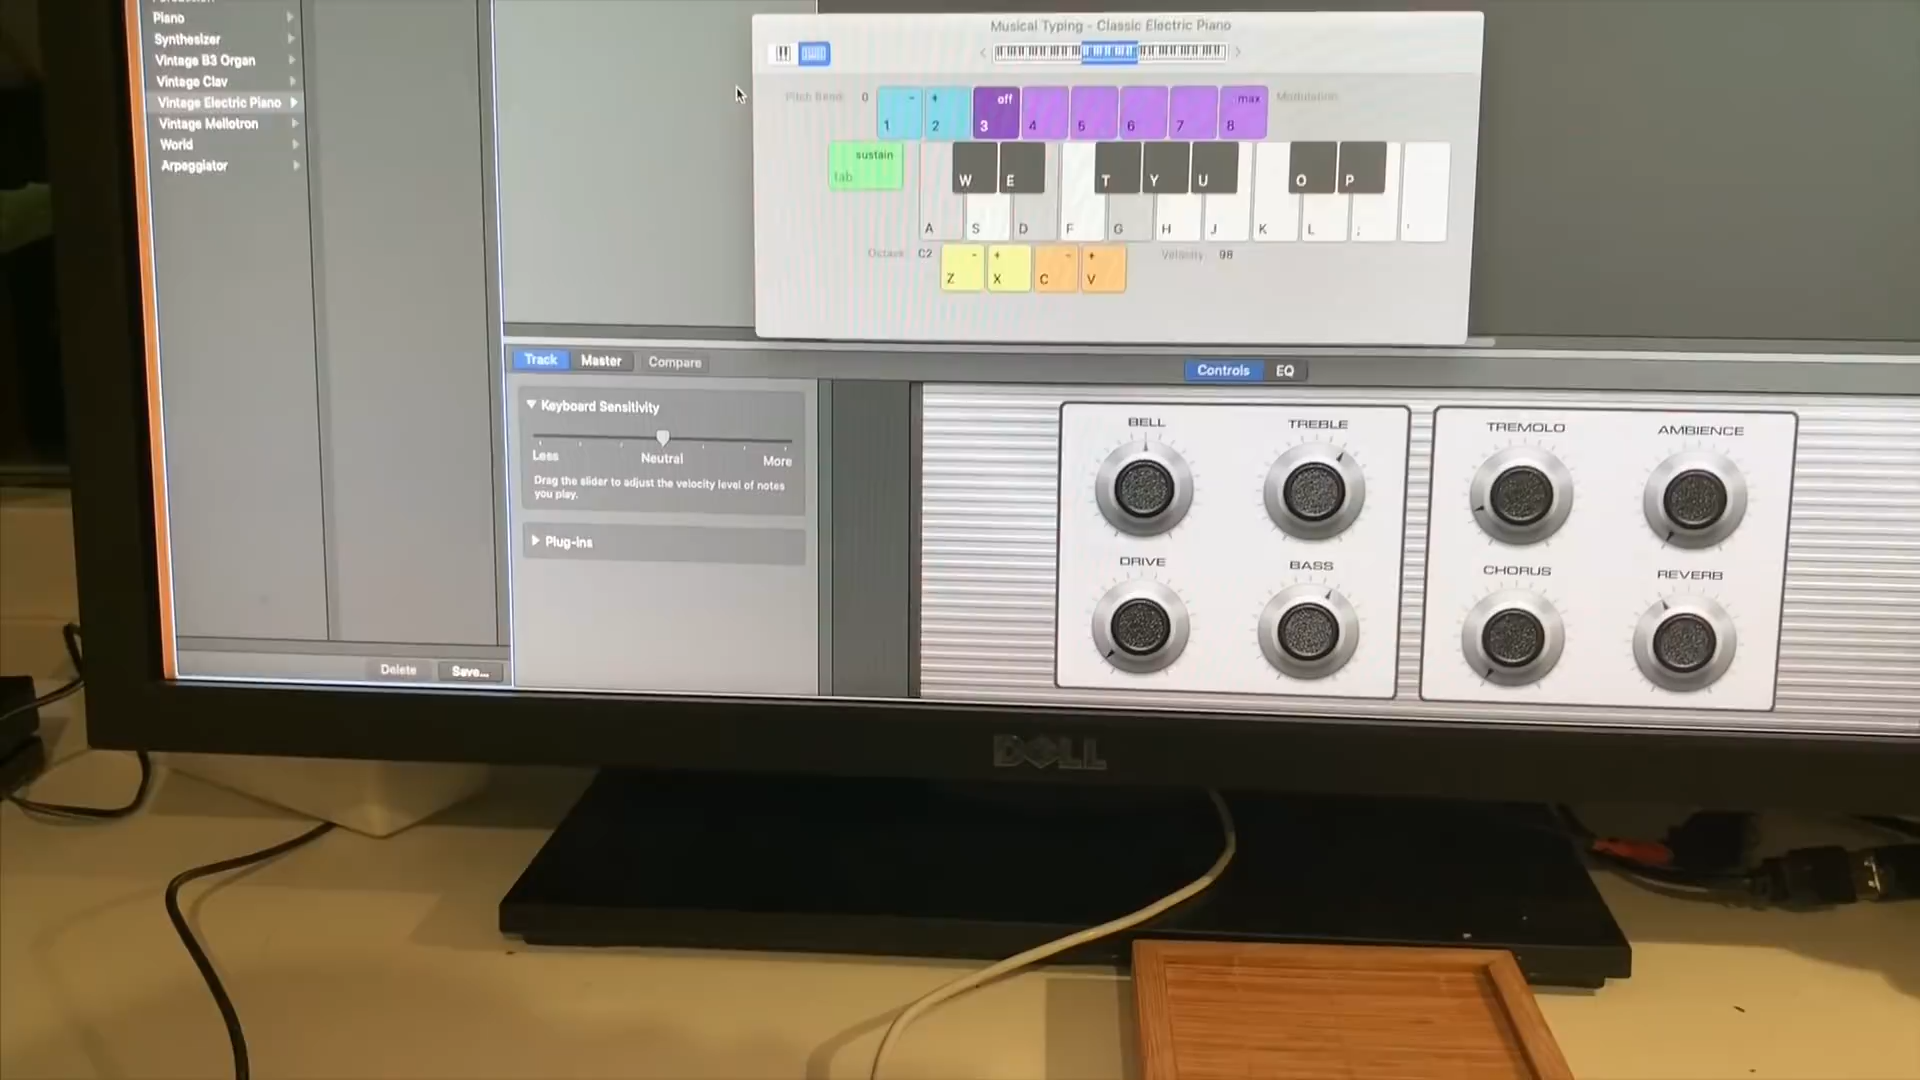 Piano
Synthesizer
Vintage B3 Organ
Vintage Clav
Vintage Electric Piano
Vintage Mellotron
World
Arpeggiator
Delete
Save...
Musical Typing - Classic Electric Piano
Pitch Bend: 0
- + off max
1 2 3 4 5 6 7 8
Modulation
sustain
tab
W E T Y U O P
A S D F G H J K L ; '
Octave: C2
- + - +
Z X C V
Velocity: 98
Track Master Compare
Controls EQ
Keyboard Sensitivity
Less Neutral More
Drag the slider to adjust the velocity level of notes
you play.
Plug-ins
BELL TREBLE
DRIVE BASS
TREMOLO AMBIENCE
CHORUS REVERB
DELL